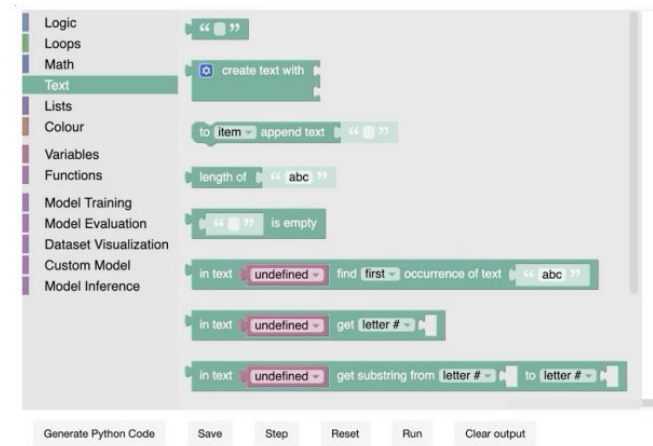 Logic
Loops
Math
Text
Lists
Colour
Variables
Functions
Model Training
Model Evaluation
Dataset Visualization
Custom Model
Model Inference
“ ”
create text with
to item append text “ ”
length of “ abc ”
“ ” is empty
in text undefined find first occurrence of text “ abc ”
in text undefined get letter #
in text undefined get substring from letter # to letter #
Generate Python Code Save Step Reset Run Clear output